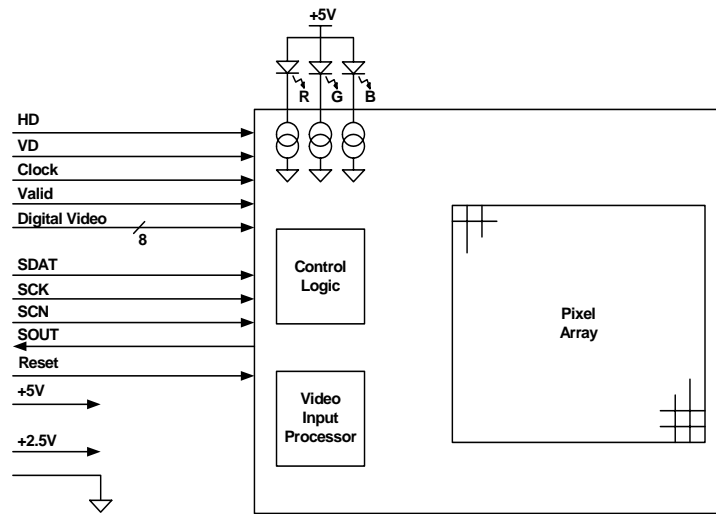 +5V
R
G
B
HD
VD
Clock
Valid
Digital Video
8
SDAT
SCK
SCN
SOUT
Reset
+5V
+2.5V
Control
Logic
Video
Input
Processor
Pixel
Array